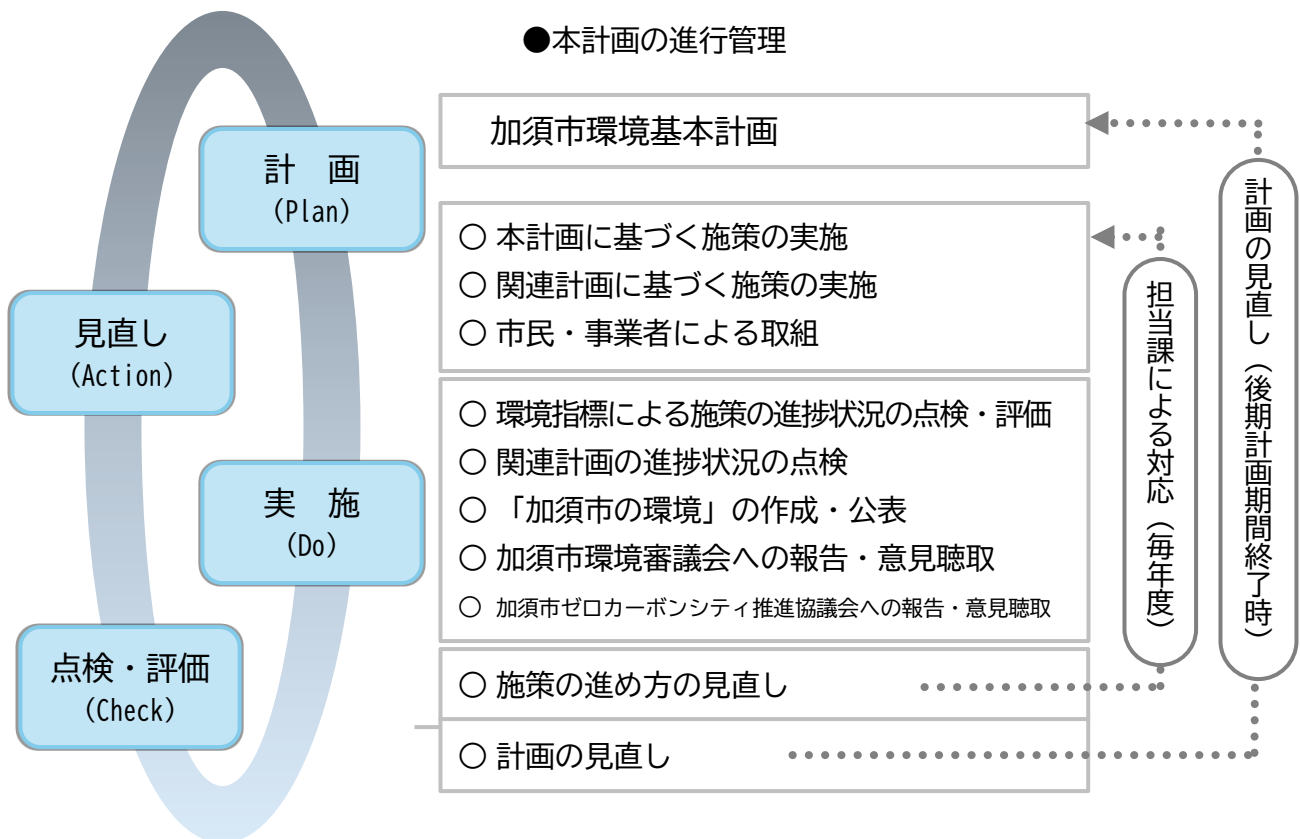 ●本計画の進行管理
計　画
(Plan)
見直し
(Action)
実　施
(Do)
点検・評価
(Check)
加須市環境基本計画
○ 本計画に基づく施策の実施
○ 関連計画に基づく施策の実施
○ 市民・事業者による取組
○ 環境指標による施策の進捗状況の点検・評価
○ 関連計画の進捗状況の点検
○ 「加須市の環境」の作成・公表
○ 加須市環境審議会への報告・意見聴取
○ 加須市ゼロカーボンシティ推進協議会への報告・意見聴取
○ 施策の進め方の見直し
○ 計画の見直し
担当課による対応（毎年度）
計画の見直し（後期計画期間終了時）